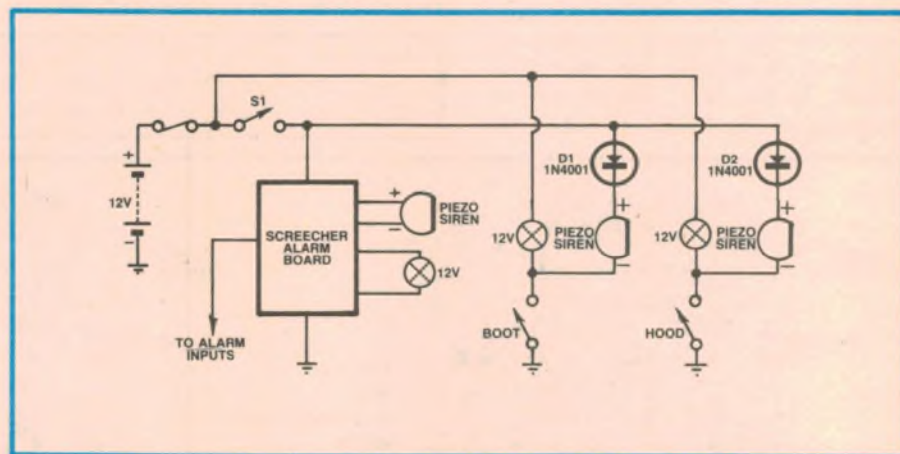 S1
+
12V
−
SCREECHER
ALARM
BOARD
+
−
PIEZO
SIREN
12V
TO ALARM
INPUTS
D1
1N4001
12V
PIEZO
SIREN
+
−
BOOT
D2
1N4001
12V
PIEZO
SIREN
+
−
HOOD